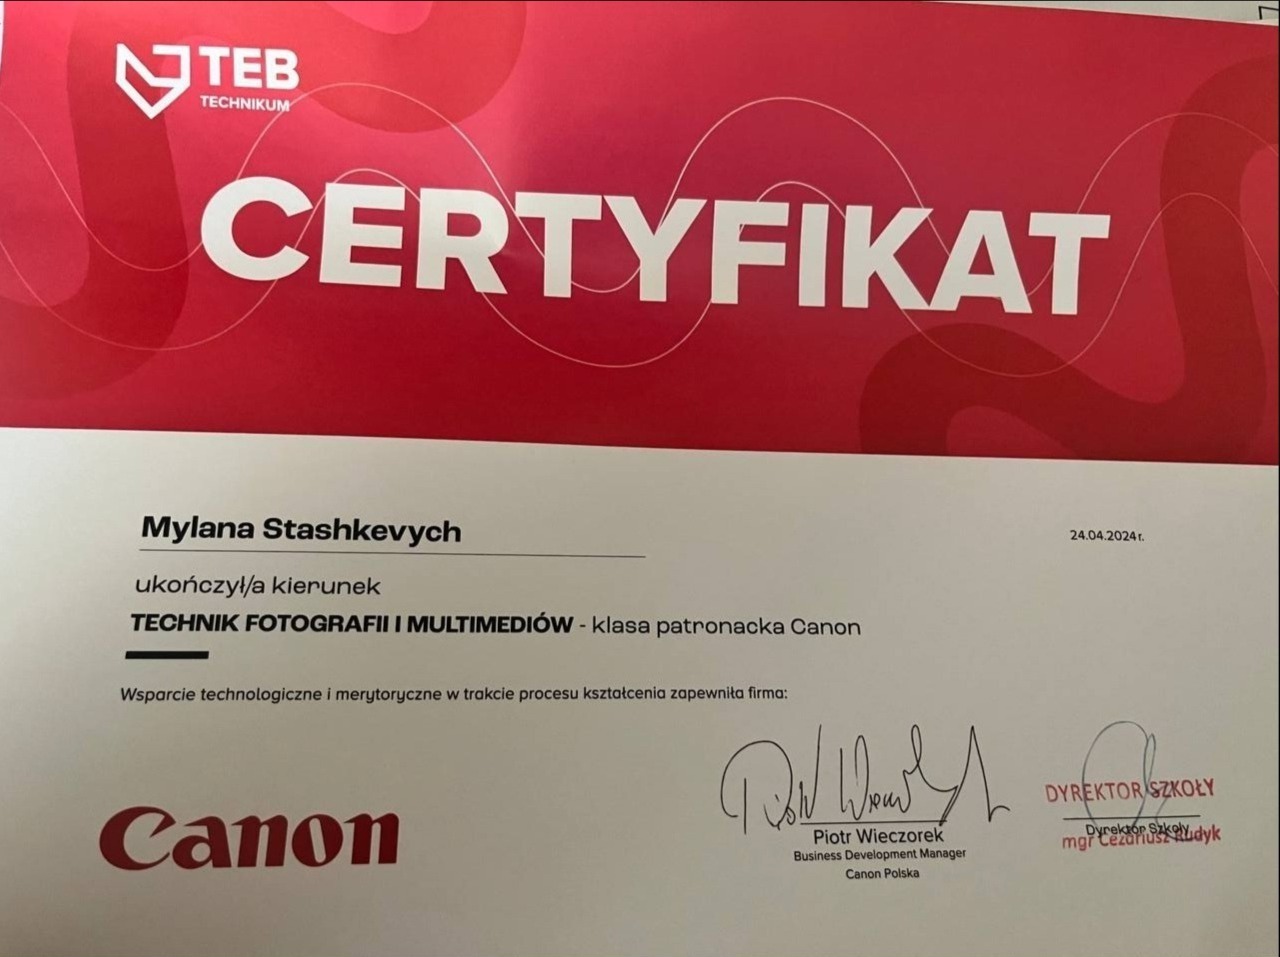 TEB
TECHNIKUM
CERTYFIKAT
Mylana Stashkevych
24.04.2024 r.
ukończył/a kierunek
TECHNIK FOTOGRAFII I MULTIMEDIÓW - klasa patronacka Canon
Wsparcie technologiczne i merytoryczne w trakcie procesu kształcenia zapewniła firma:
Canon
Piotr Wieczorek
Business Development Manager
Canon Polska
DYREKTOR SZKOŁY
Dyrektor Szkoły
mgr Cezariusz Rudyk